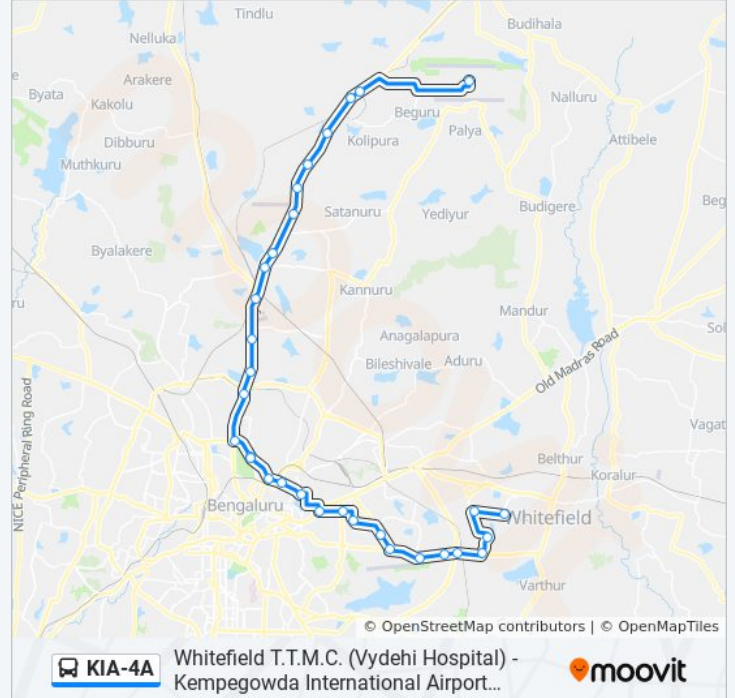 Tindlu
Budihala
Nelluka
Arakere
Byata
Kakolu
Beguru
Nalluru
Dibburu
Kolipura
Palya
Attibele
Muthkuru
Satanuru
Yediyur
Budigere
Beg
Byalakere
Kannuru
ru
Mandur
Anagalapura
Sol
Bileshivale
Aduru
Old Madras Road
NICE Peripheral Ring Road
Vagat
Belthur
Koralur
Bengaluru
Whitefield
Varthur
© OpenStreetMap contributors | © OpenMapTiles
KIA-4A
Whitefield T.T.M.C. (Vydehi Hospital) -
Kempegowda International Airport...
moovit